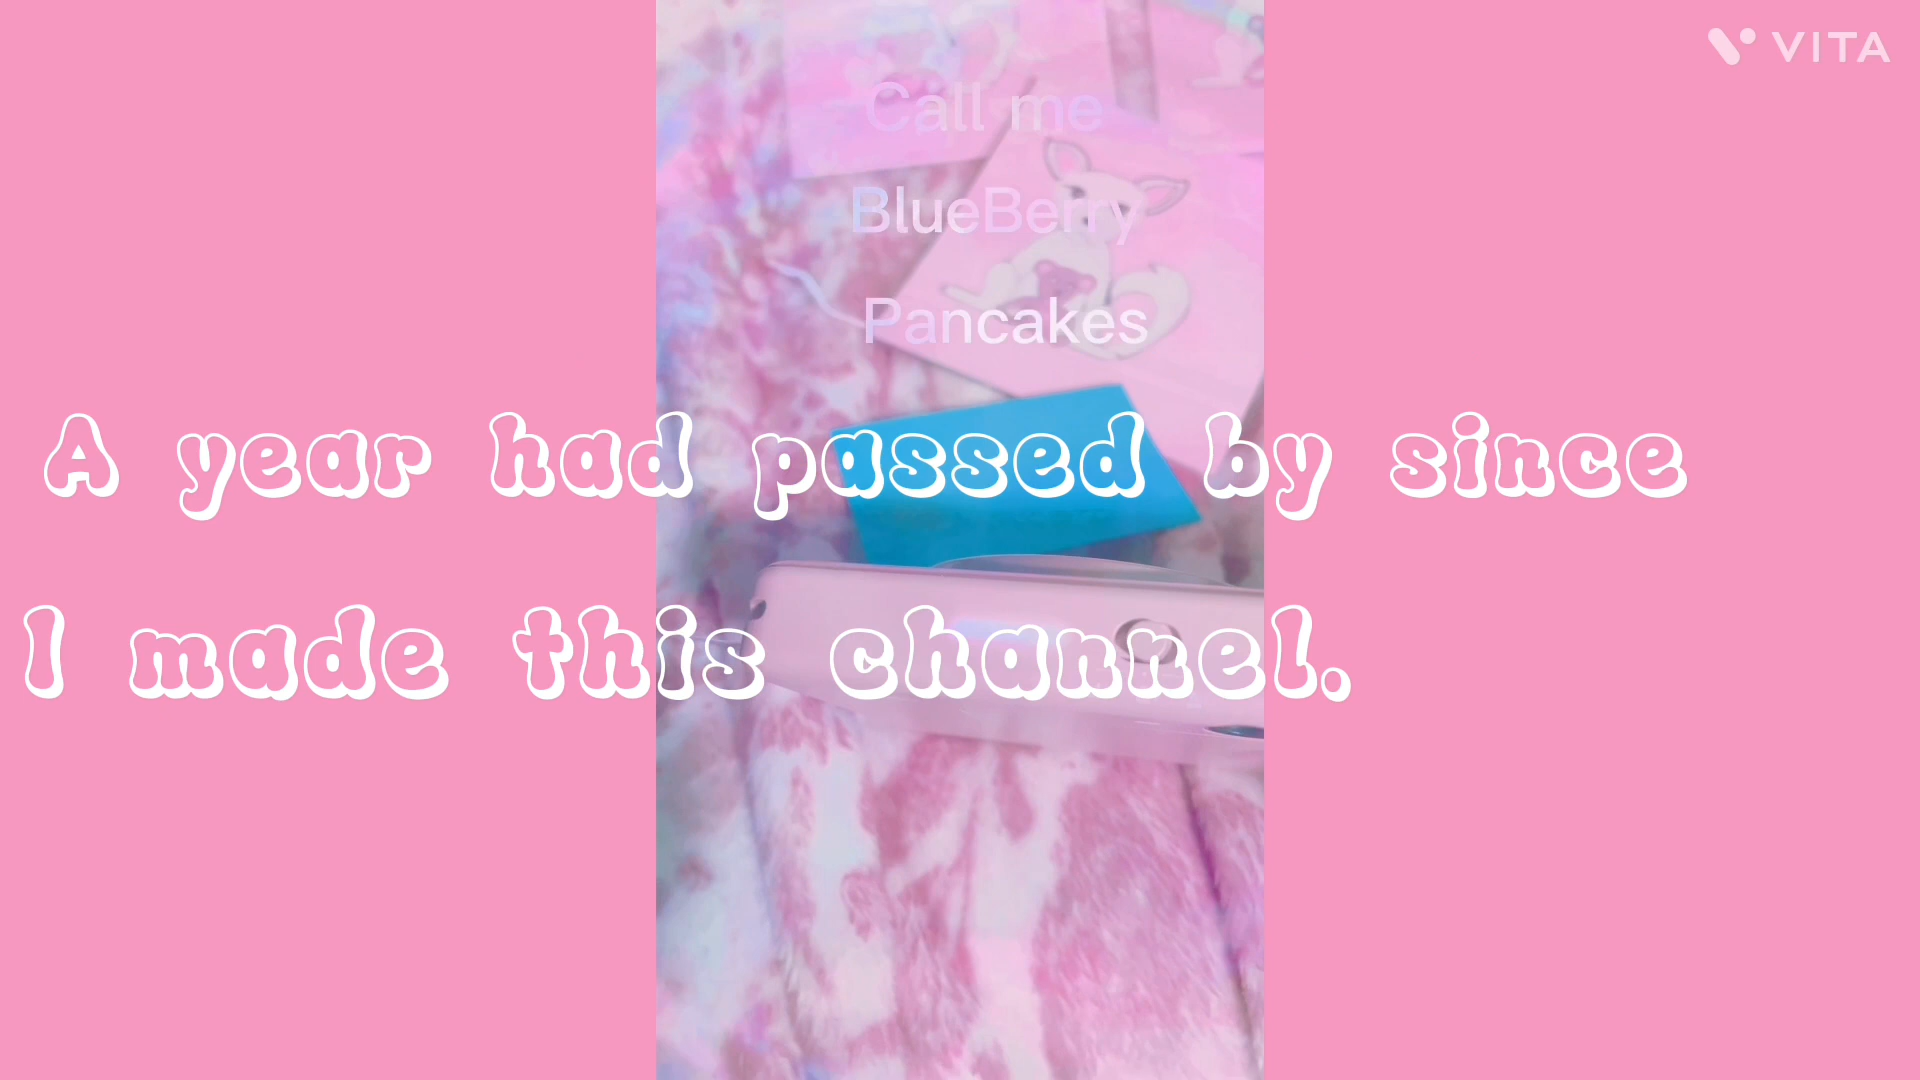 VITA
Call me
BlueBerry
Pancakes
A year had passed by since
I made this channel.